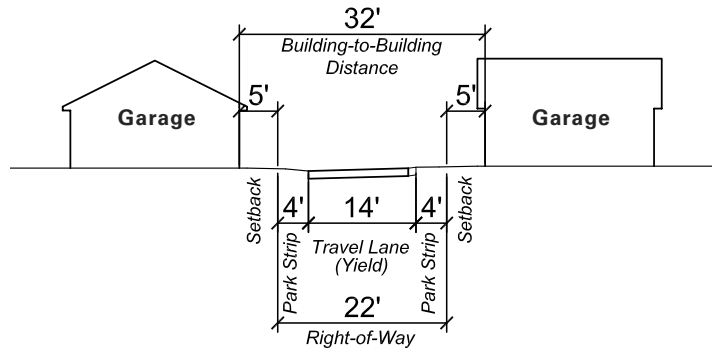 32'
Building-to-Building
Distance
5'
5'
Garage
Garage
Setback
4'
14'
4'
Setback
Park Strip
Travel Lane
(Yield)
Park Strip
22'
Right-of-Way